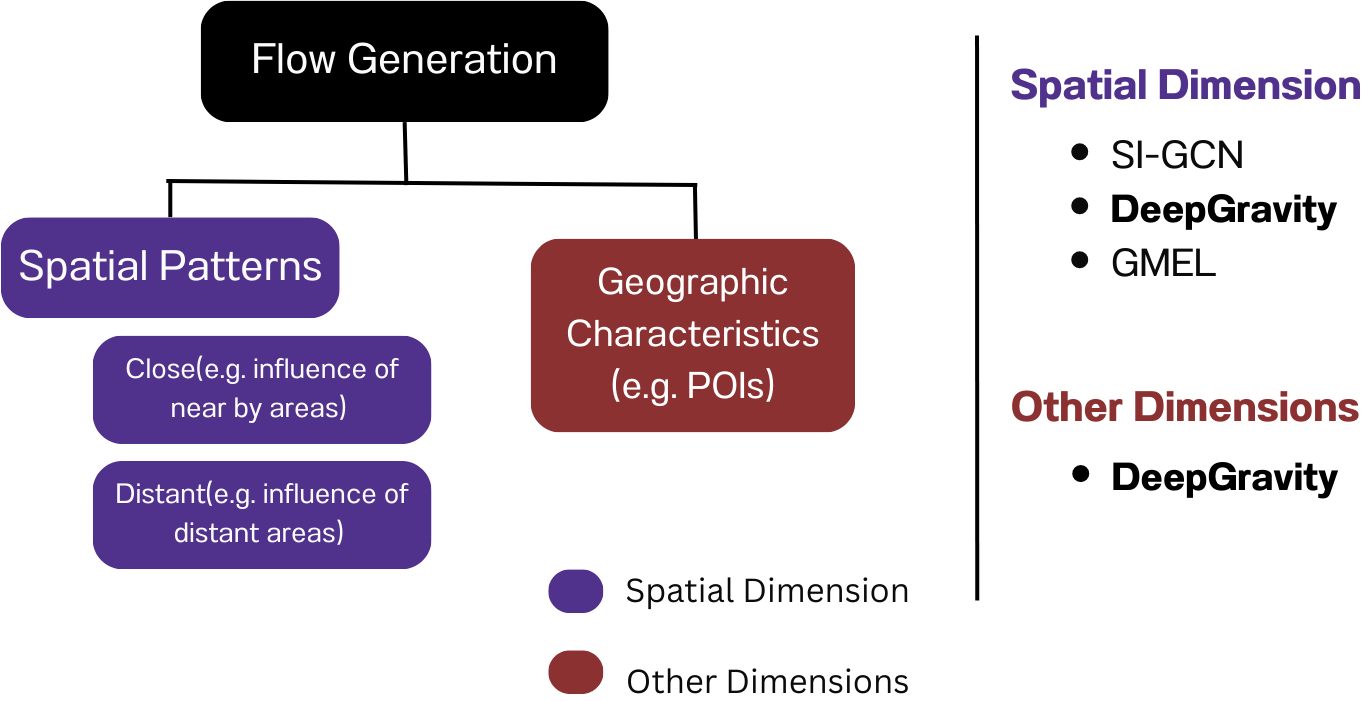 Flow Generation
Spatial Patterns
Close(e.g. influence of
near by areas)
Distant(e.g. influence of
distant areas)
Geographic
Characteristics
(e.g. POIs)
Spatial Dimension
Other Dimensions
Spatial Dimension
• SI-GCN
• DeepGravity
• GMEL
Other Dimensions
• DeepGravity